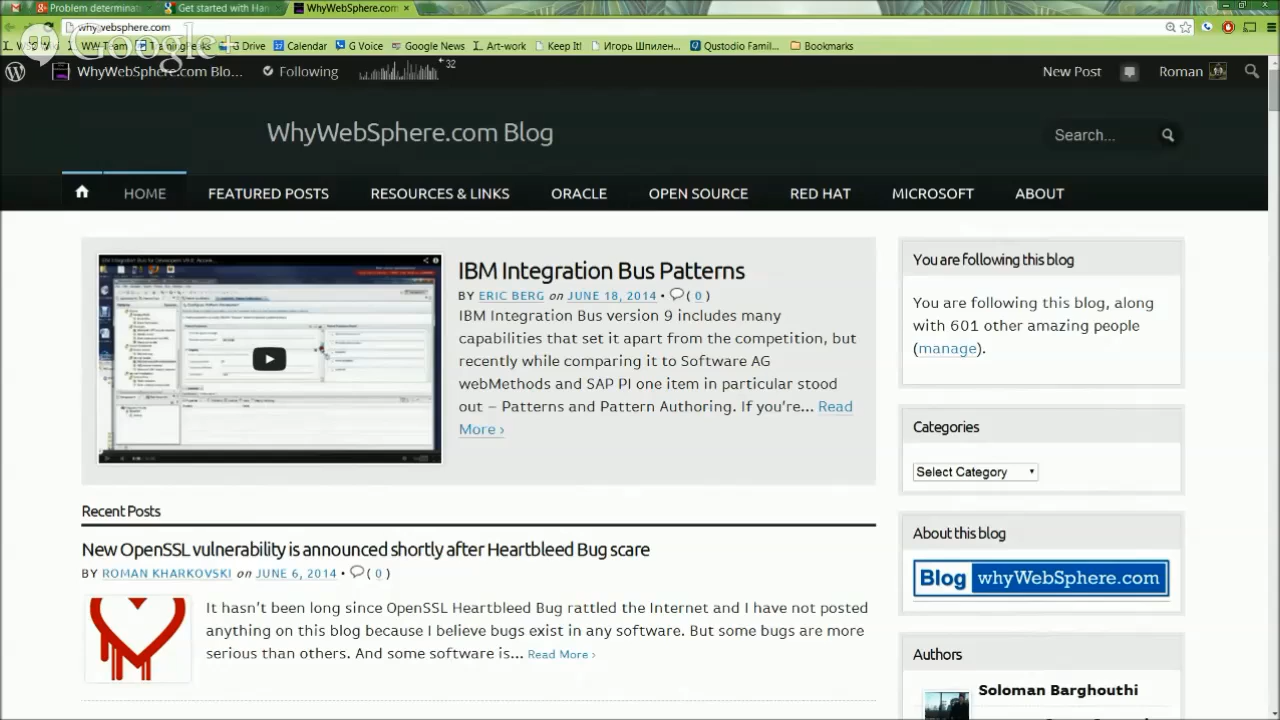 Problem determinat
Get started with Han
WhyWebSphere.com
whywebsphere.com
WW Team
G Drive
Calendar
G Voice
Google News
Art-work
Keep It!
Игорь Шпилен...
Qustodio Famil...
Bookmarks
Google+
WhyWebSphere.com Blo...
Following
32
New Post
Roman
WhyWebSphere.com Blog
Search...
HOME
FEATURED POSTS
RESOURCES & LINKS
ORACLE
OPEN SOURCE
RED HAT
MICROSOFT
ABOUT
IBM Integration Bus Patterns
BY ERIC BERG on JUNE 18, 2014 • ( 0 )
IBM Integration Bus version 9 includes many
capabilities that set it apart from the competition, but
recently while comparing it to Software AG
webMethods and SAP PI one item in particular stood
out – Patterns and Pattern Authoring. If you're... Read
More ›
Recent Posts
New OpenSSL vulnerability is announced shortly after Heartbleed Bug scare
BY ROMAN KHARKOVSKI on JUNE 6, 2014 • ( 0 )
It hasn't been long since OpenSSL Heartbleed Bug rattled the Internet and I have not posted
anything on this blog because I believe bugs exist in any software. But some bugs are more
serious than others. And some software is... Read More ›
You are following this blog
You are following this blog, along
with 601 other amazing people
(manage).
Categories
Select Category
About this blog
Blog whyWebSphere.com
Authors
Soloman Barghouthi